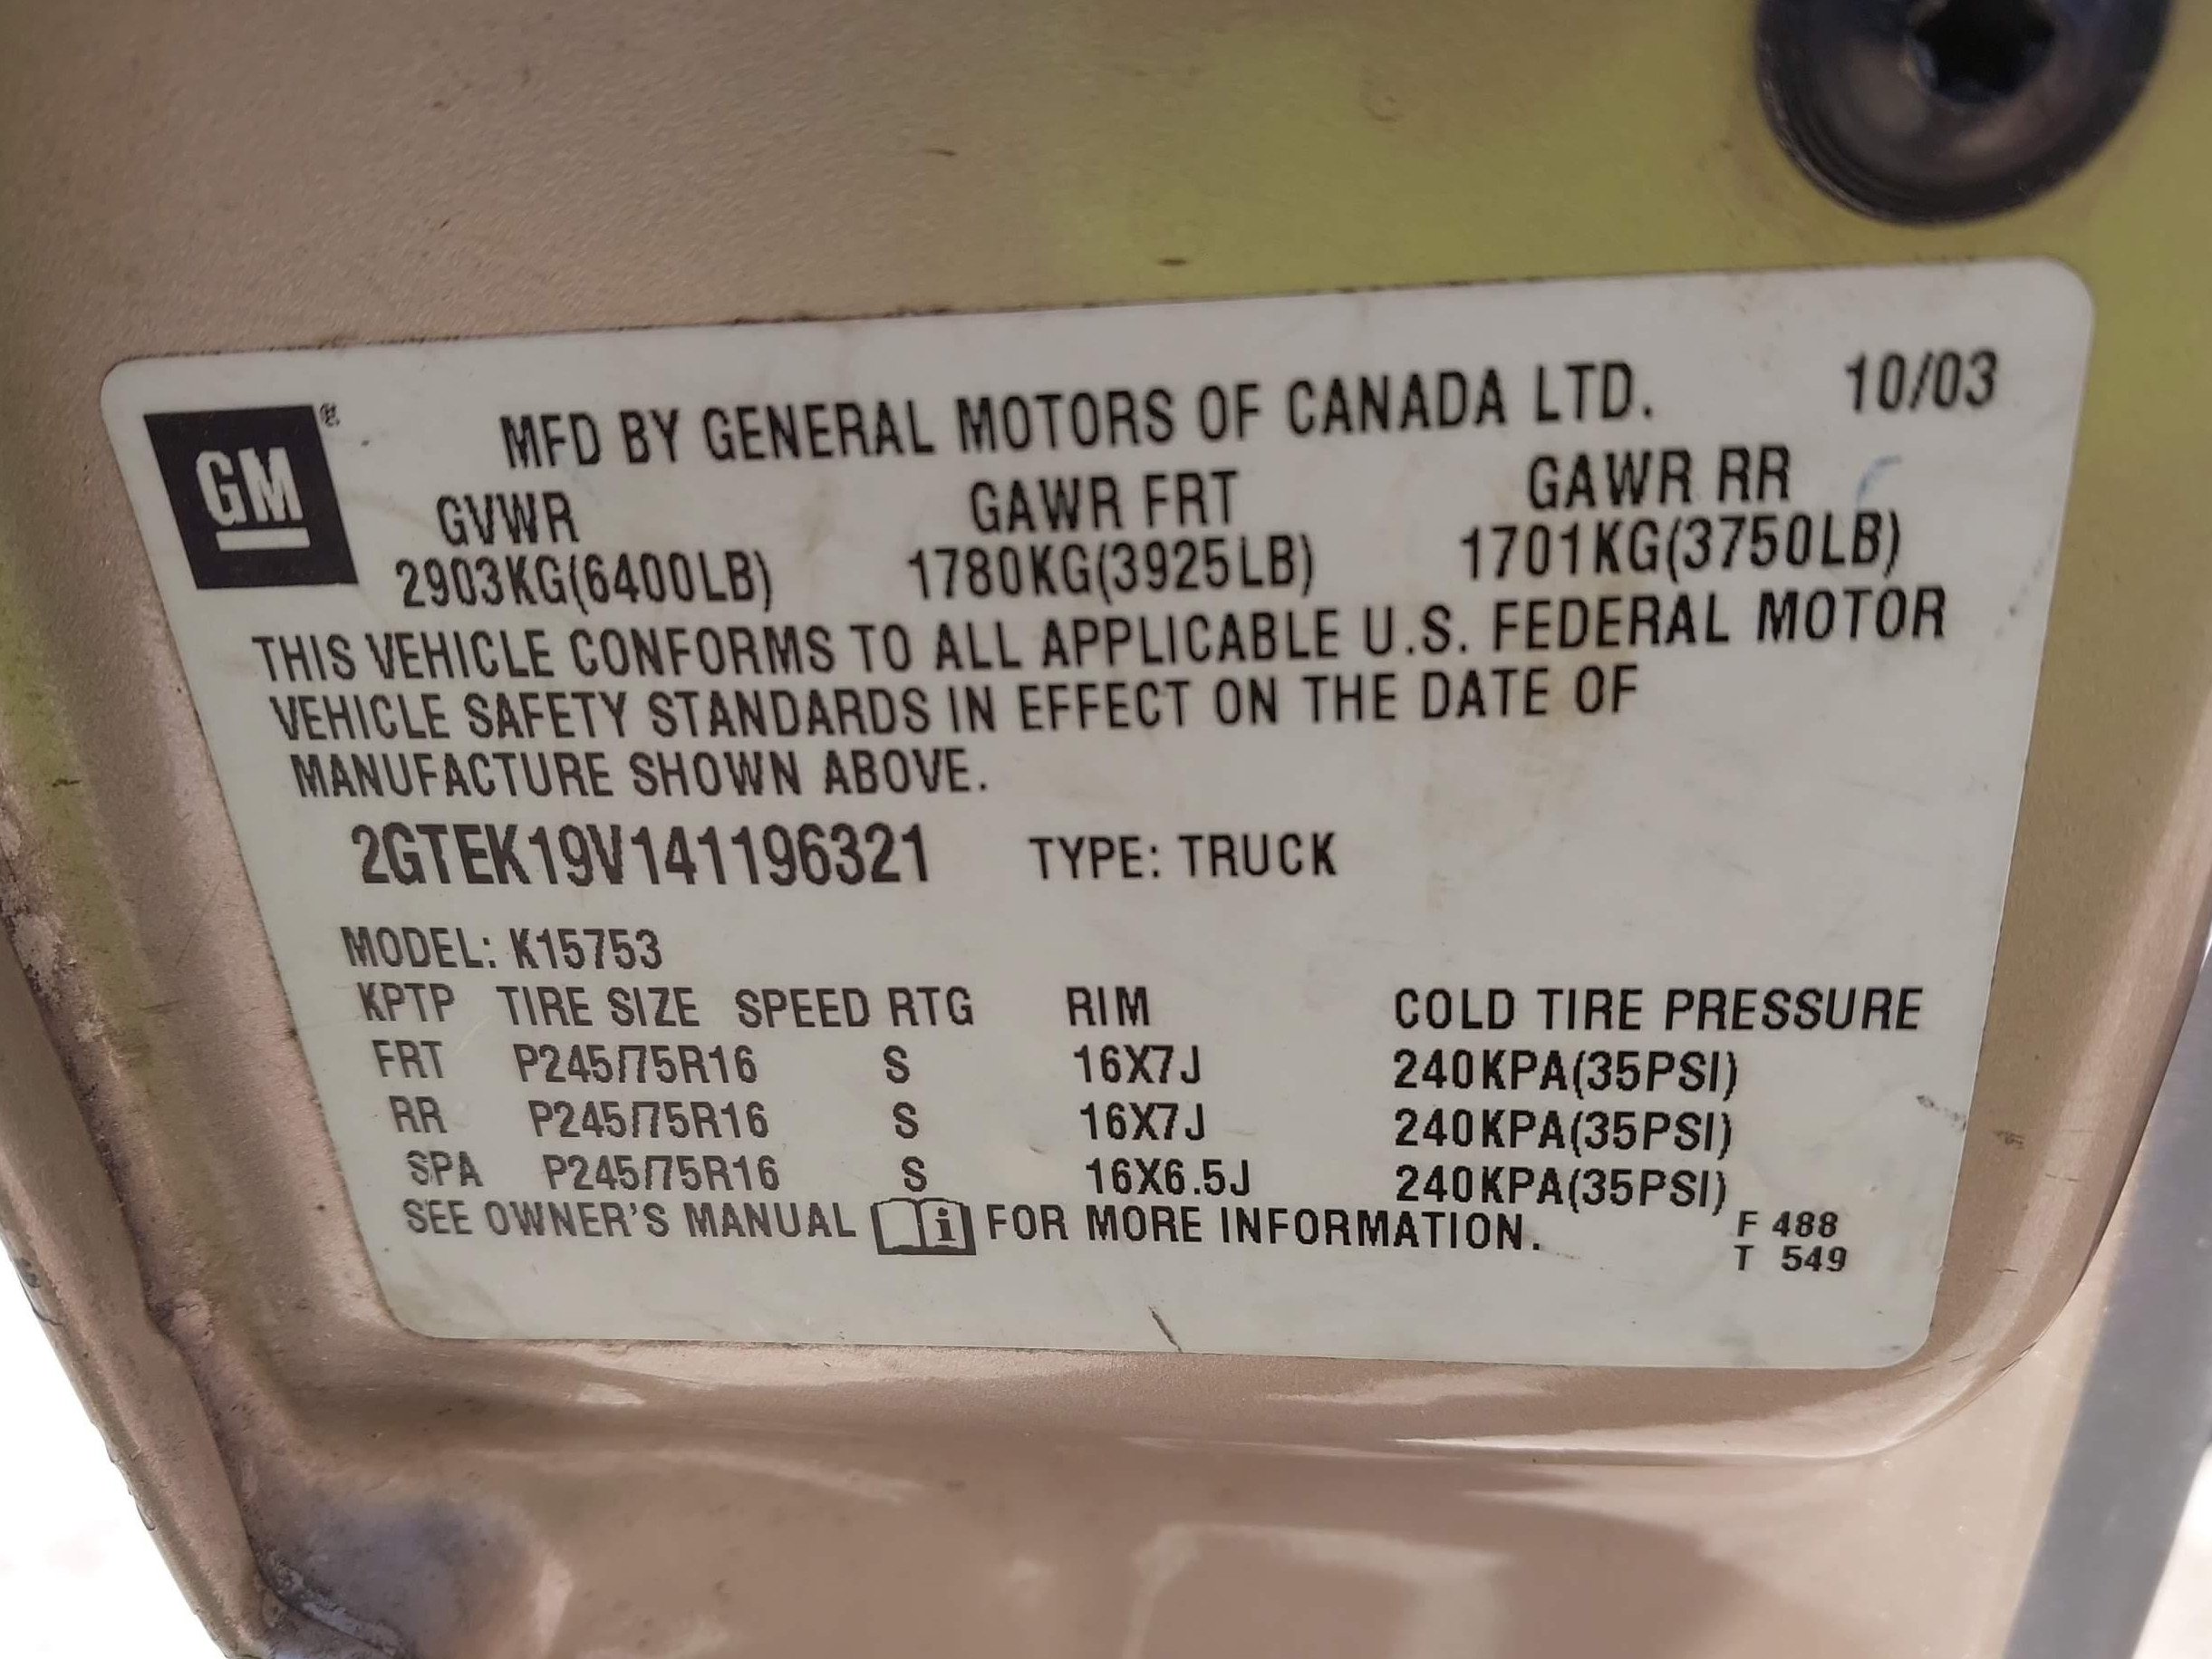 GM®
MFD BY GENERAL MOTORS OF CANADA LTD. 10/03
GVWR GAWR FRT GAWR RR
2903KG(6400LB) 1780KG(3925LB) 1701KG(3750LB)
THIS VEHICLE CONFORMS TO ALL APPLICABLE U.S. FEDERAL MOTOR
VEHICLE SAFETY STANDARDS IN EFFECT ON THE DATE OF
MANUFACTURE SHOWN ABOVE.
2GTEK19V141196321 TYPE: TRUCK
MODEL: K15753
KPTP TIRE SIZE SPEED RTG RIM COLD TIRE PRESSURE
FRT P245/75R16 S 16X7J 240KPA(35PSI)
RR P245/75R16 S 16X7J 240KPA(35PSI)
SPA P245/75R16 S 16X6.5J 240KPA(35PSI)
SEE OWNER'S MANUAL i FOR MORE INFORMATION. F 488
T 549